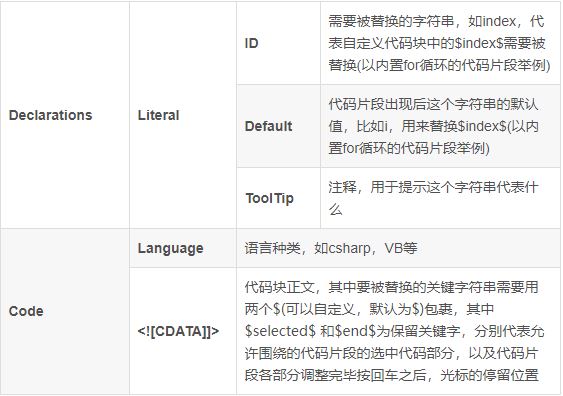 Declarations
Literal
ID
需要被替换的字符串，如index，代
表自定义代码块中的$index$需要被
替换(以内置for循环的代码片段举例)
Default
代码片段出现后这个字符串的默认
值，比如i，用来替换$index$(以内
置for循环的代码片段举例)
ToolTip
注释，用于提示这个字符串代表什
么
Code
Language
语言种类，如csharp，VB等
<![CDATA]]>
代码块正文，其中要被替换的关键字符串需要用
两个$(可以自定义，默认为$)包裹，其中
$selected$ 和$end$为保留关键字，分别代表允
许围绕的代码片段的选中代码部分，以及代码片
段各部分调整完毕按回车之后，光标的停留位置